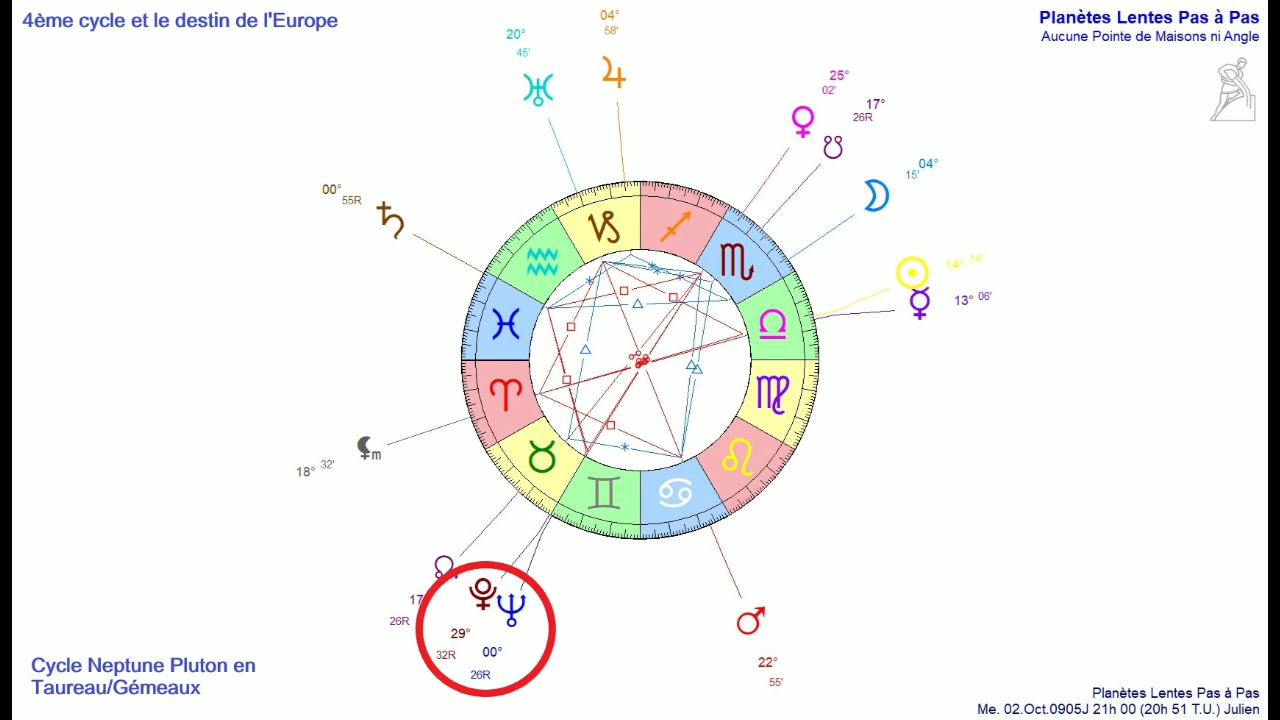 4ème cycle et le destin de l'Europe
Planètes Lentes Pas à Pas
Aucune Pointe de Maisons ni Angle
04°
58'
20°
45'
25°
02'
17°
26R
04°
15'
00°
55R
14° 14'
13° 06'
m
18° 32'
17
26R
29°
32R
00°
26R
22°
55'
Cycle Neptune Pluton en
Taureau/Gémeaux
Planètes Lentes Pas à Pas
Me. 02.Oct.0905J 21h 00 (20h 51 T.U.) Julien